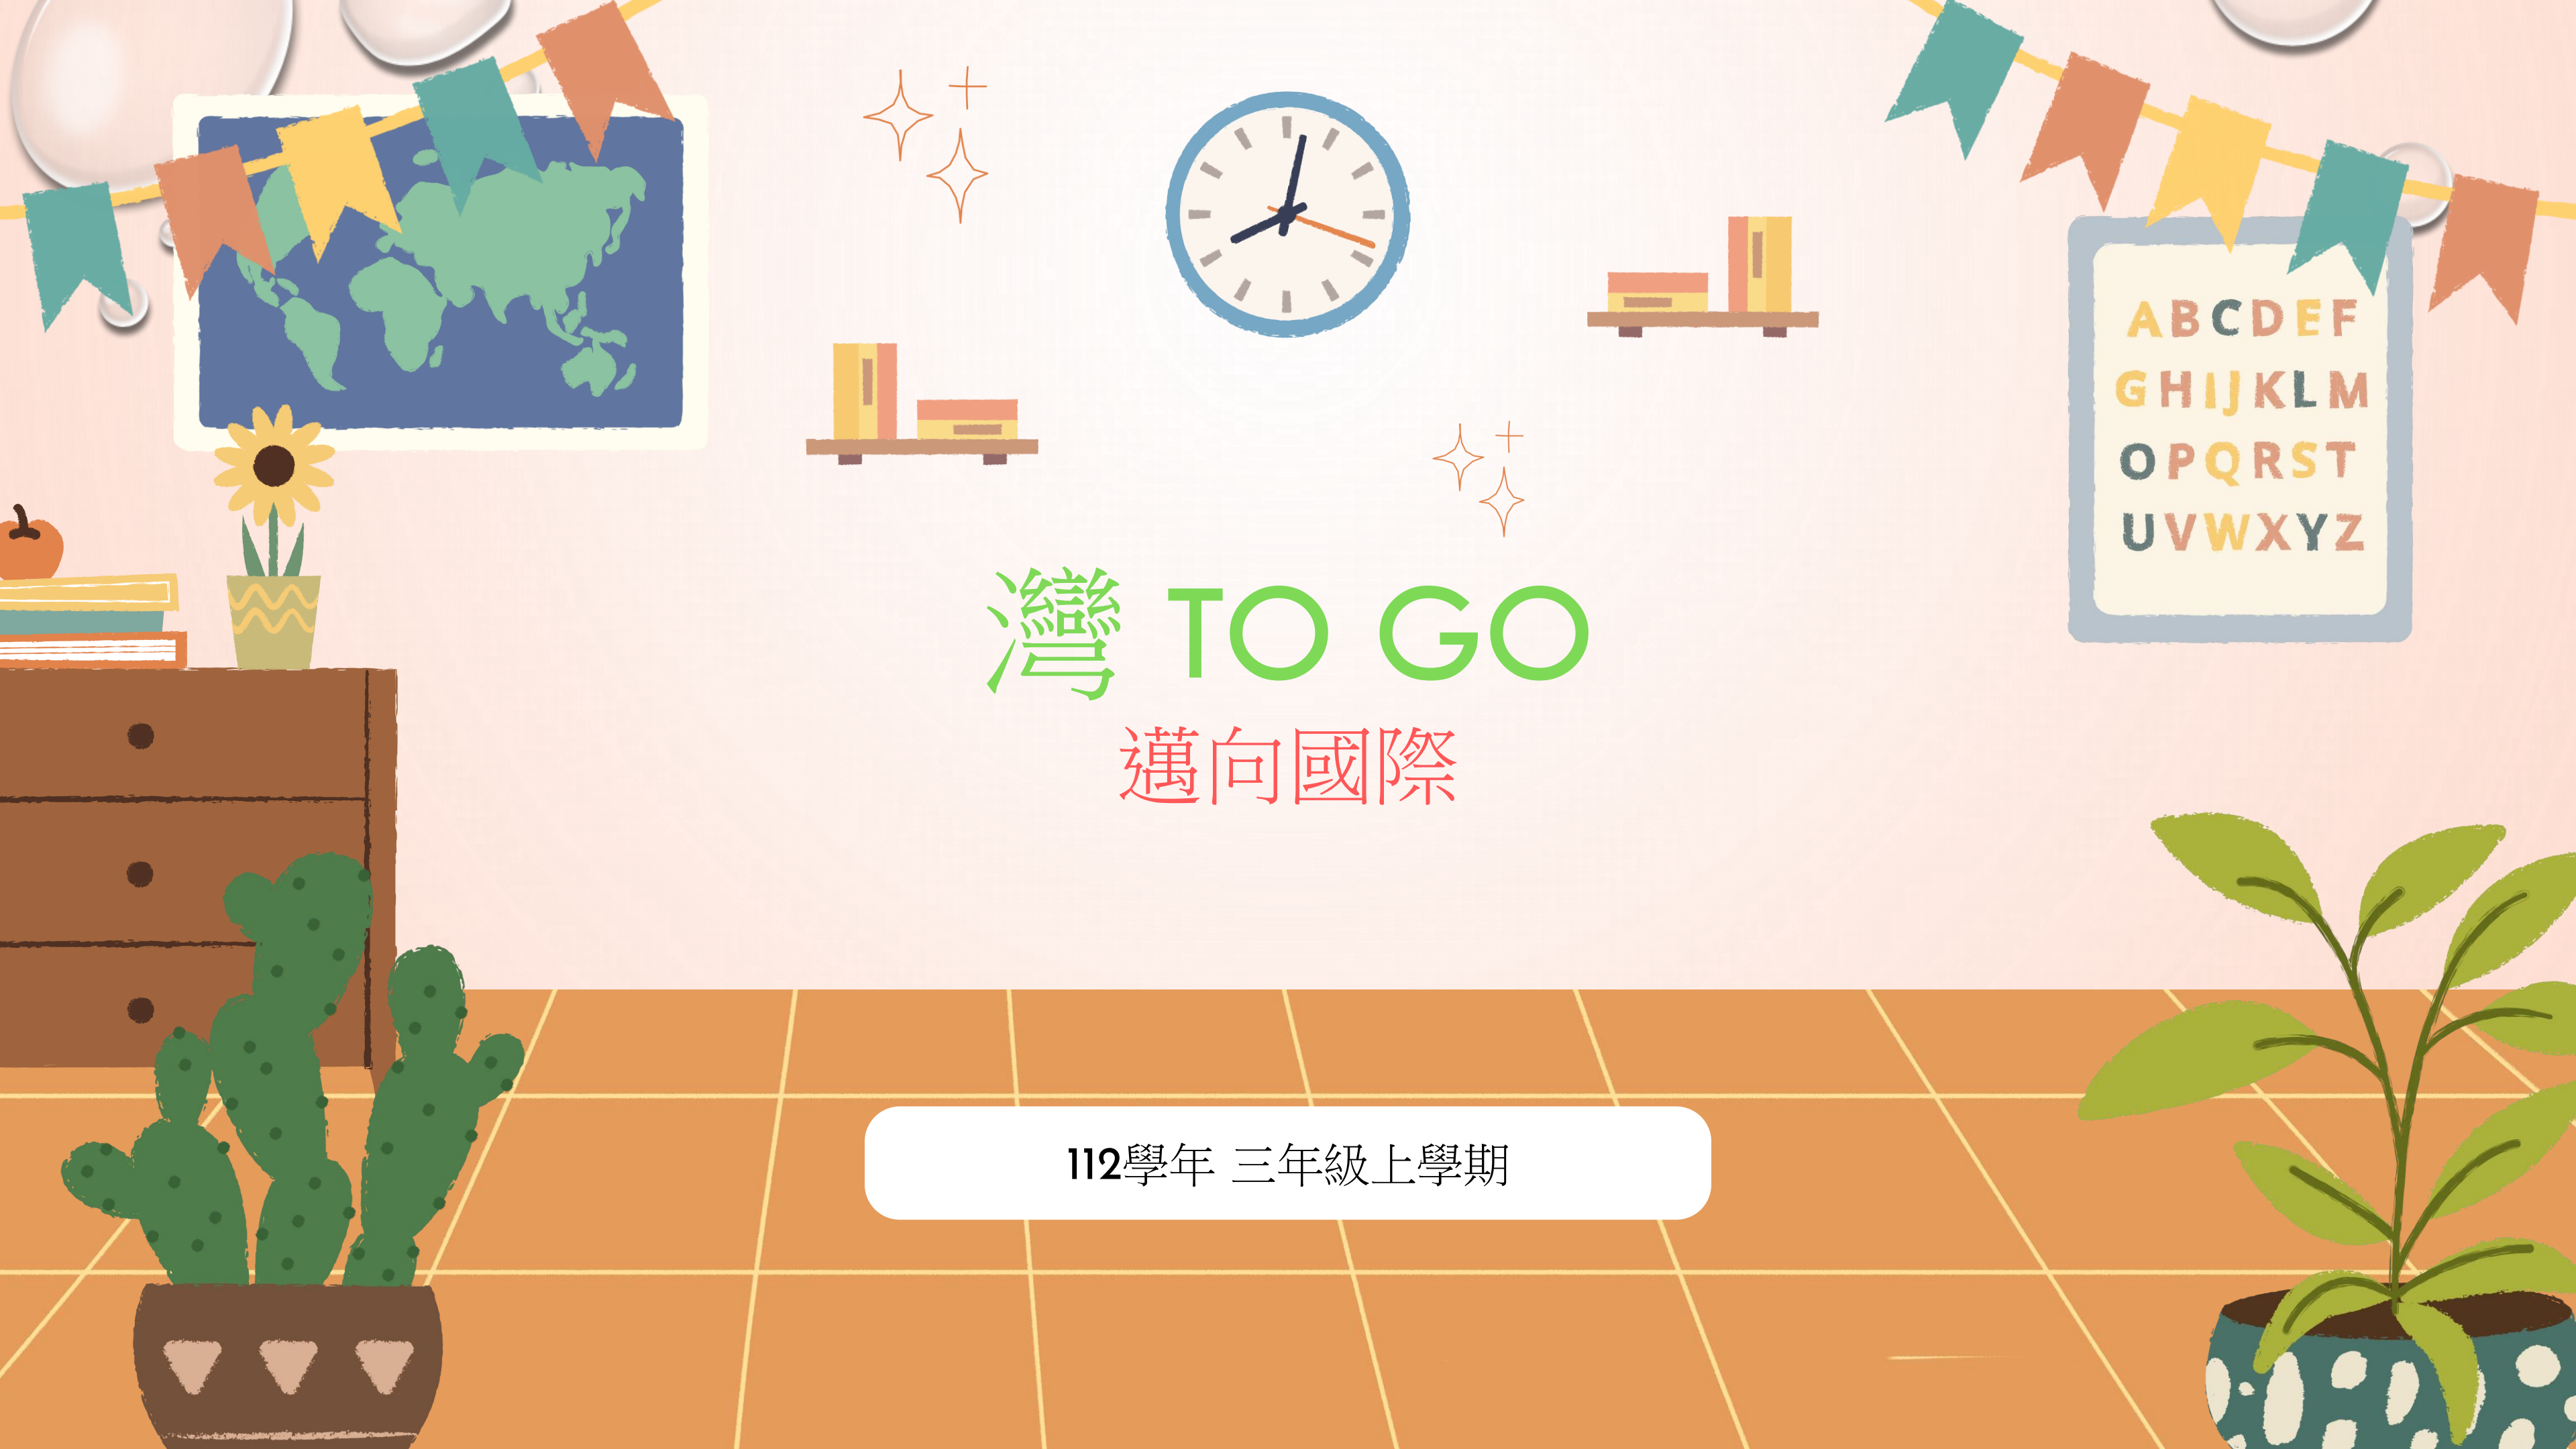 ABCDEF
GHIJKLM
OPQRST
UVWXYZ
灣 TO GO
邁向國際
112學年 三年級上學期